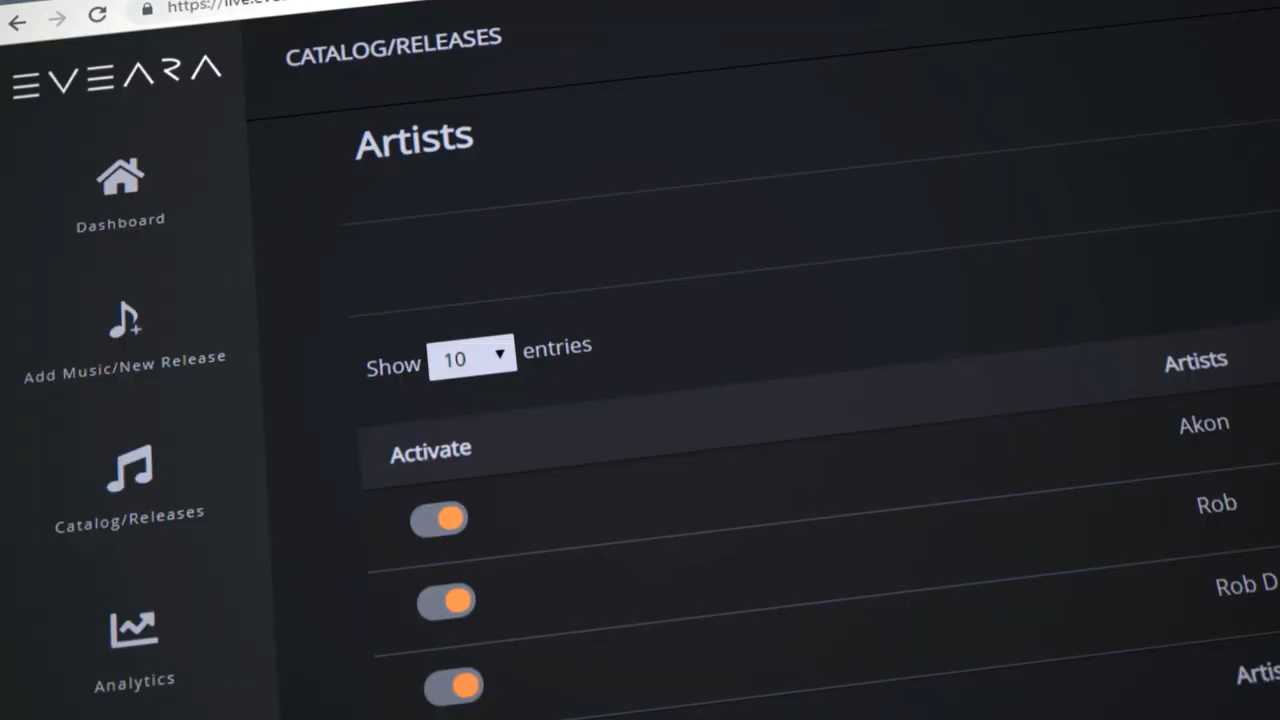 https://live.eve
EVEARA
CATALOG/RELEASES
Artists
Dashboard
Add Music/New Release
Catalog/Releases
Analytics
Show 10 entries
Activate Artists
Akon
Rob
Rob D
Artis